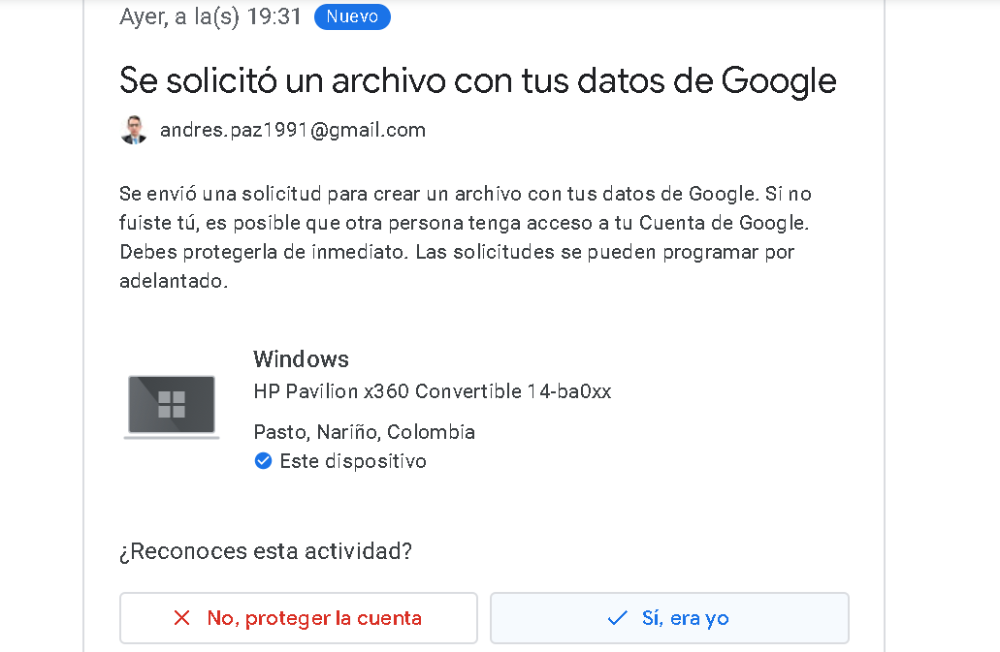 Ayer, a la(s) 19:31 Nuevo
Se solicitó un archivo con tus datos de Google
andres.paz1991@gmail.com
Se envió una solicitud para crear un archivo con tus datos de Google. Si no
fuiste tú, es posible que otra persona tenga acceso a tu Cuenta de Google.
Debes protegerla de inmediato. Las solicitudes se pueden programar por
adelantado.
Windows
HP Pavilion x360 Convertible 14-ba0xx
Pasto, Nariño, Colombia
Este dispositivo
¿Reconoces esta actividad?
No, proteger la cuenta
Sí, era yo